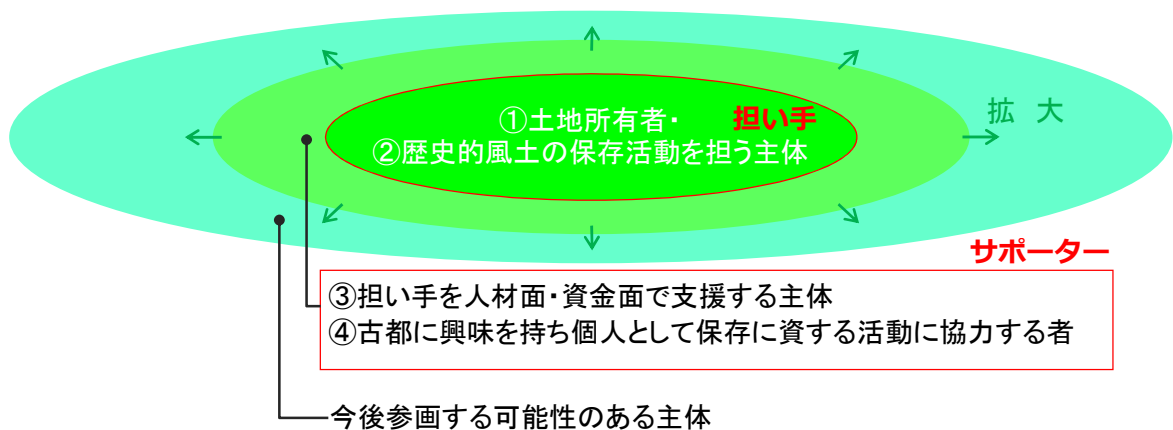 ①土地所有者・
担い手
②歴史的風土の保存活動を担う主体
拡 大
サポーター
③担い手を人材面・資金面で支援する主体
④古都に興味を持ち個人として保存に資する活動に協力する者
今後参画する可能性のある主体